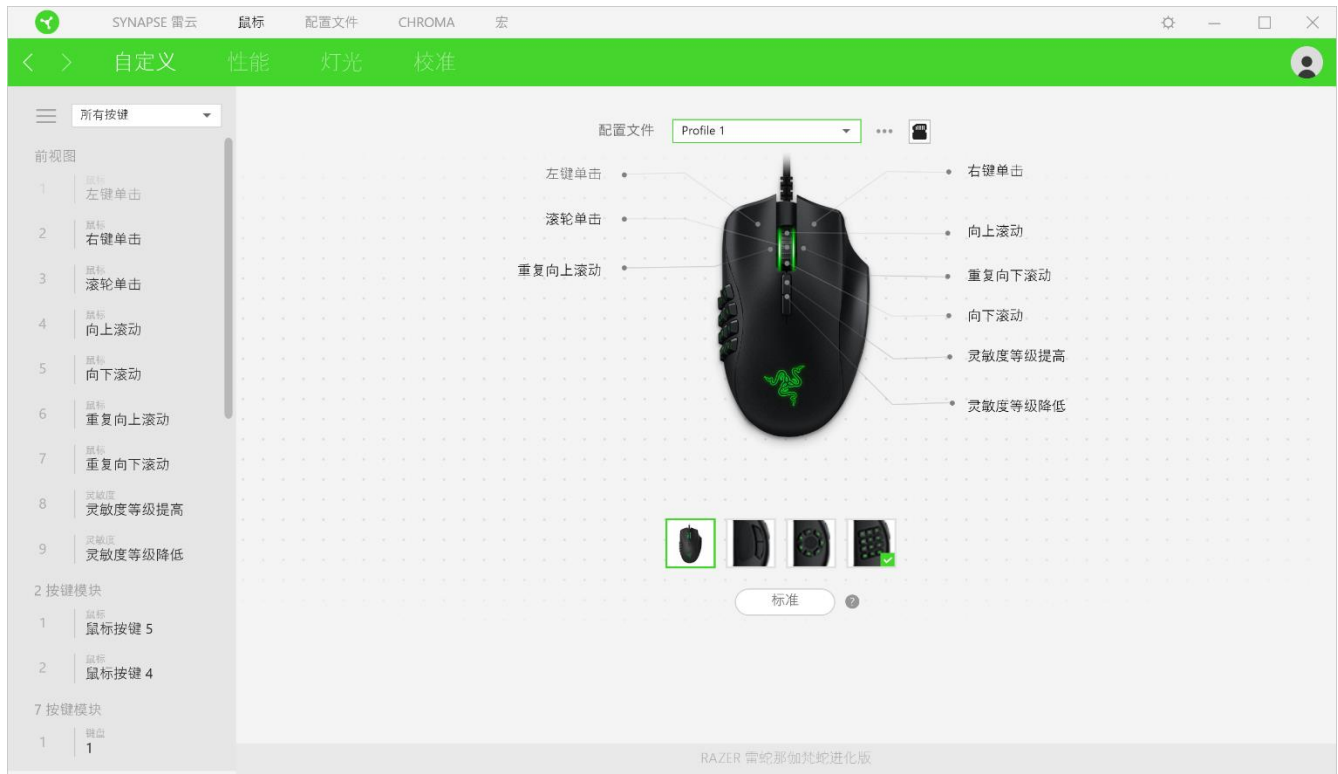 SYNAPSE 雷云 鼠标 配置文件 CHROMA 宏
自定义 性能 灯光 校准
所有按键
前视图
1 鼠标
左键单击
2 鼠标
右键单击
3 鼠标
滚轮单击
4 鼠标
向上滚动
5 鼠标
向下滚动
6 鼠标
重复向上滚动
7 鼠标
重复向下滚动
8 灵敏度
灵敏度等级提高
9 灵敏度
灵敏度等级降低
2 按键模块
1 鼠标
鼠标按键 5
2 鼠标
鼠标按键 4
7 按键模块
1 键盘
1
配置文件 Profile 1
左键单击
滚轮单击
重复向上滚动
右键单击
向上滚动
重复向下滚动
向下滚动
灵敏度等级提高
灵敏度等级降低
标准 ?
RAZER 雷蛇那伽梵蛇进化版